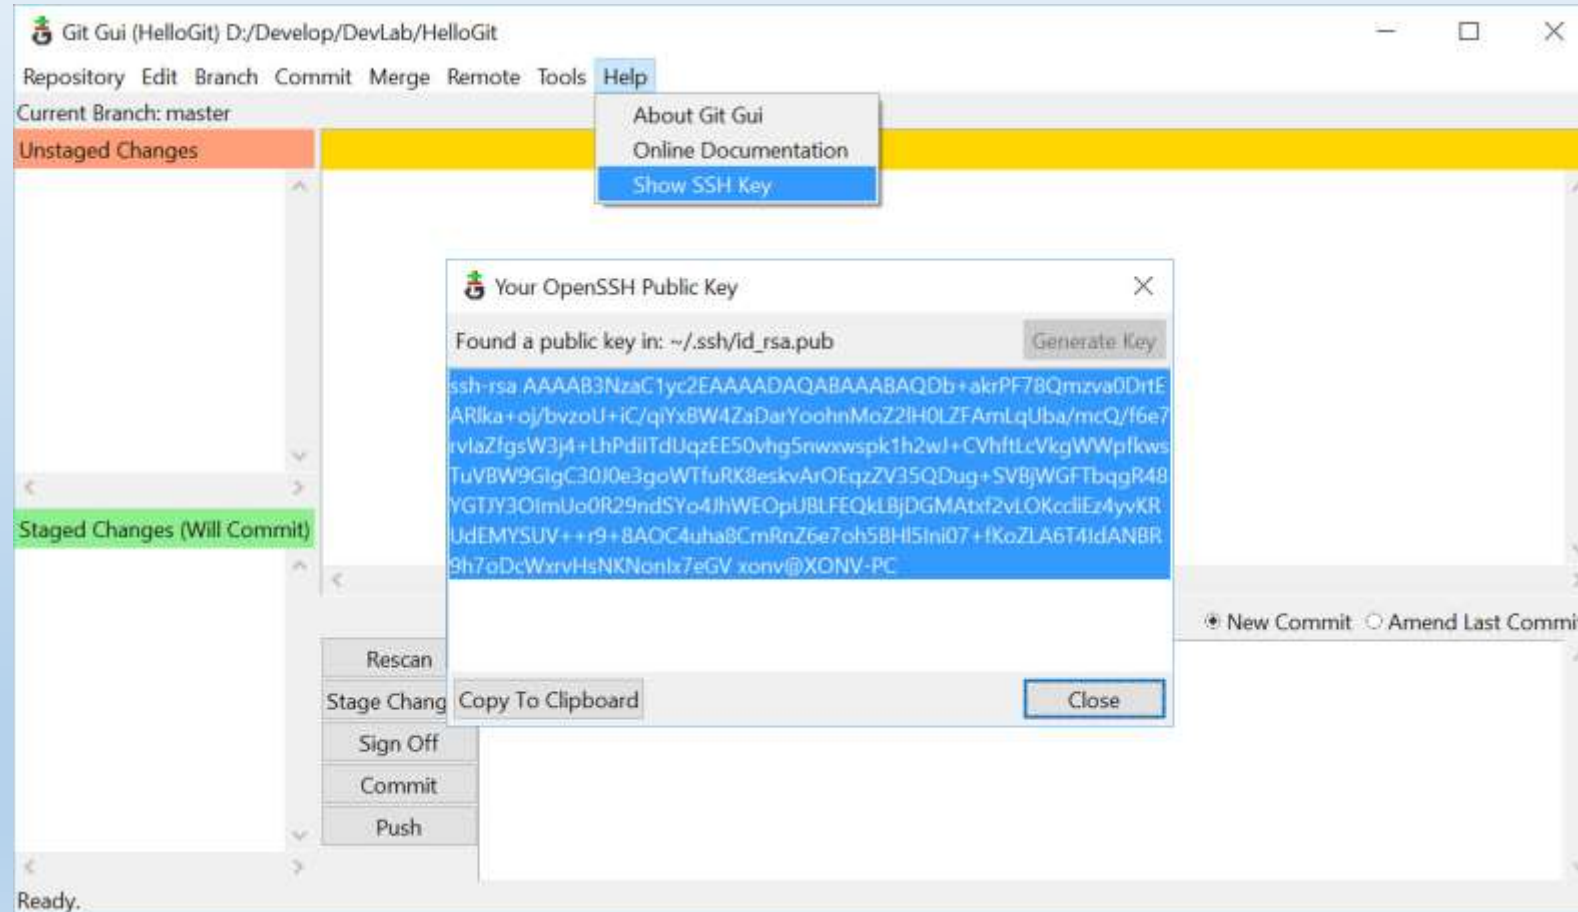 Git Gui (HelloGit) D:/Develop/DevLab/HelloGit
Repository Edit Branch Commit Merge Remote Tools Help
Current Branch: master
About Git Gui
Online Documentation
Show SSH Key
Unstaged Changes
Your OpenSSH Public Key
Found a public key in: ~/.ssh/id_rsa.pub
Generate Key
ssh-rsa AAAAB3NzaC1yc2EAAAADAQABAAABAQDb+akrPF78Qmzva0DrtE
ARlka+oj/bvzoU+iC/qiYxBW4ZaDarYoohnMoZ2lH0LZFAmLqUba/mcQ/f6e7
rvlaZfgsW3j4+LhPdiITdUqzEE50vhg5nwxwspk1h2wJ+CVhftLcVkgWWpfkws
TuVBW9GIgC30J0e3goWTfuRK8eskvArOEqzZV35QDug+SVBjWGFTbqgR48
YGTJY3OImUo0R29ndSYo4JhWEOpUBLFEQkLBjDGMAtxf2vLOKccliEz4yvKR
UdEMYSUV++r9+8AOC4uha8CmRnZ6e7oh5BHl5Ini07+fKoZLA6T4IdANBR
9h7oDcWxrvHsNKNonIx7eGV xonv@XONV-PC
Copy To Clipboard
Close
Staged Changes (Will Commit)
New Commit Amend Last Commi
Rescan
Stage Chang
Sign Off
Commit
Push
Ready.